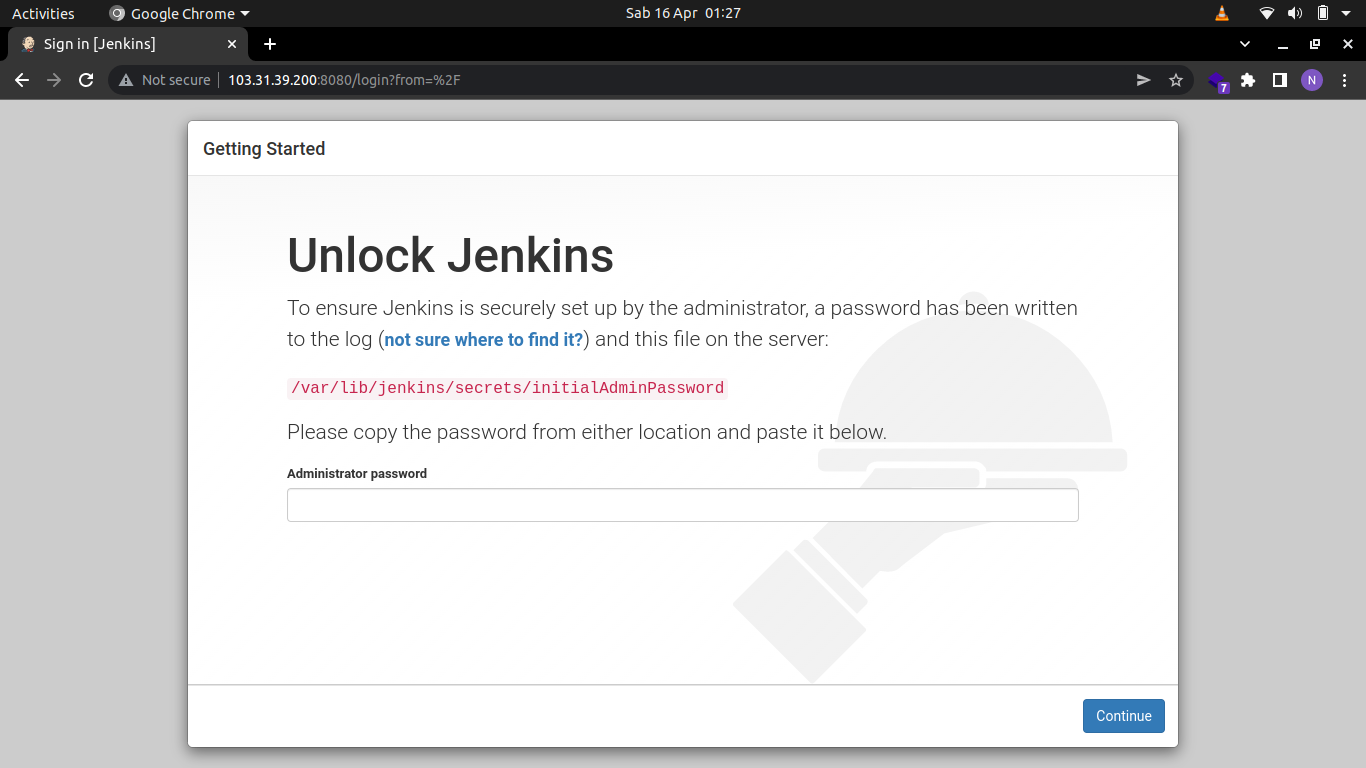 Activities
Google Chrome
Sab 16 Apr 01:27
Sign in [Jenkins]
Not secure
103.31.39.200:8080/login?from=%2F
7
N
Getting Started
Unlock Jenkins
To ensure Jenkins is securely set up by the administrator, a password has been written
to the log (not sure where to find it?) and this file on the server:
/var/lib/jenkins/secrets/initialAdminPassword
Please copy the password from either location and paste it below.
Administrator password
Continue